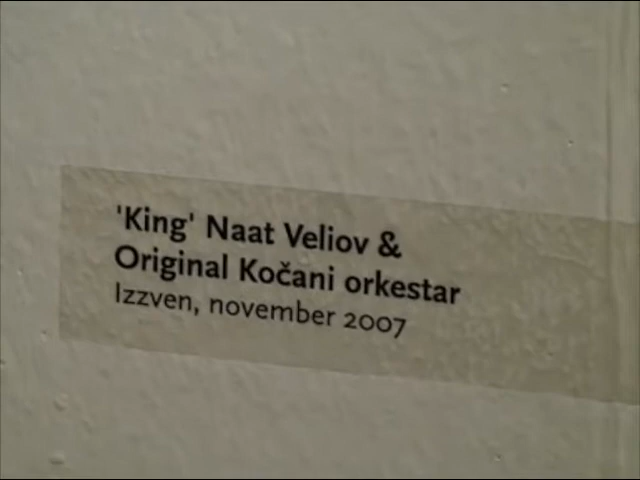 'King' Naat Veliov &
Original Kočani orkestar
Izzven, november 2007